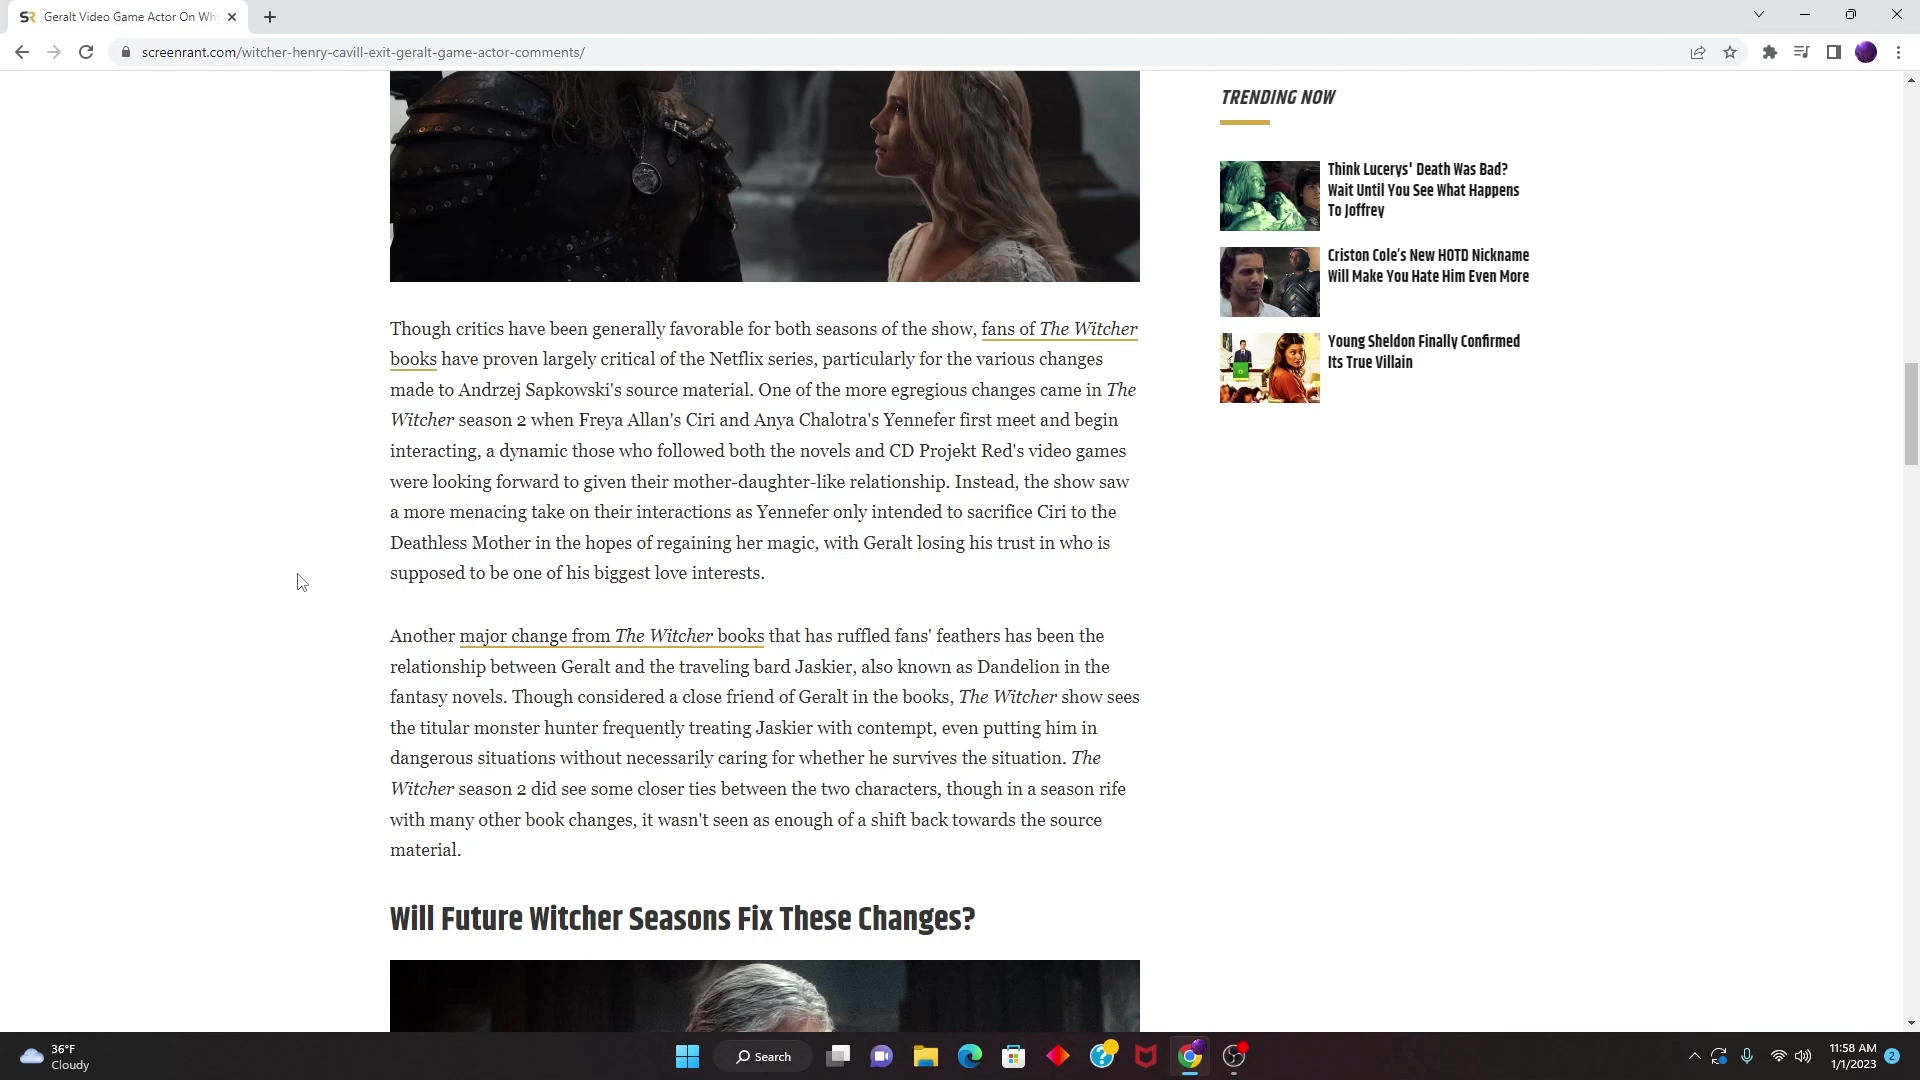 Geralt Video Game Actor On Wh
screenrant.com/witcher-henry-cavill-exit-geralt-game-actor-comments/
TRENDING NOW
Think Lucerys' Death Was Bad?
Wait Until You See What Happens
To Joffrey
Criston Cole's New HOTD Nickname
Will Make You Hate Him Even More
Young Sheldon Finally Confirmed
Its True Villain
Though critics have been generally favorable for both seasons of the show, fans of The Witcher
books have proven largely critical of the Netflix series, particularly for the various changes
made to Andrzej Sapkowski's source material. One of the more egregious changes came in The
Witcher season 2 when Freya Allan's Ciri and Anya Chalotra's Yennefer first meet and begin
interacting, a dynamic those who followed both the novels and CD Projekt Red's video games
were looking forward to given their mother-daughter-like relationship. Instead, the show saw
a more menacing take on their interactions as Yennefer only intended to sacrifice Ciri to the
Deathless Mother in the hopes of regaining her magic, with Geralt losing his trust in who is
supposed to be one of his biggest love interests.
Another major change from The Witcher books that has ruffled fans' feathers has been the
relationship between Geralt and the traveling bard Jaskier, also known as Dandelion in the
fantasy novels. Though considered a close friend of Geralt in the books, The Witcher show sees
the titular monster hunter frequently treating Jaskier with contempt, even putting him in
dangerous situations without necessarily caring for whether he survives the situation. The
Witcher season 2 did see some closer ties between the two characters, though in a season rife
with many other book changes, it wasn't seen as enough of a shift back towards the source
material.
Will Future Witcher Seasons Fix These Changes?
36°F
Cloudy
Search
11:58 AM
1/1/2023
2